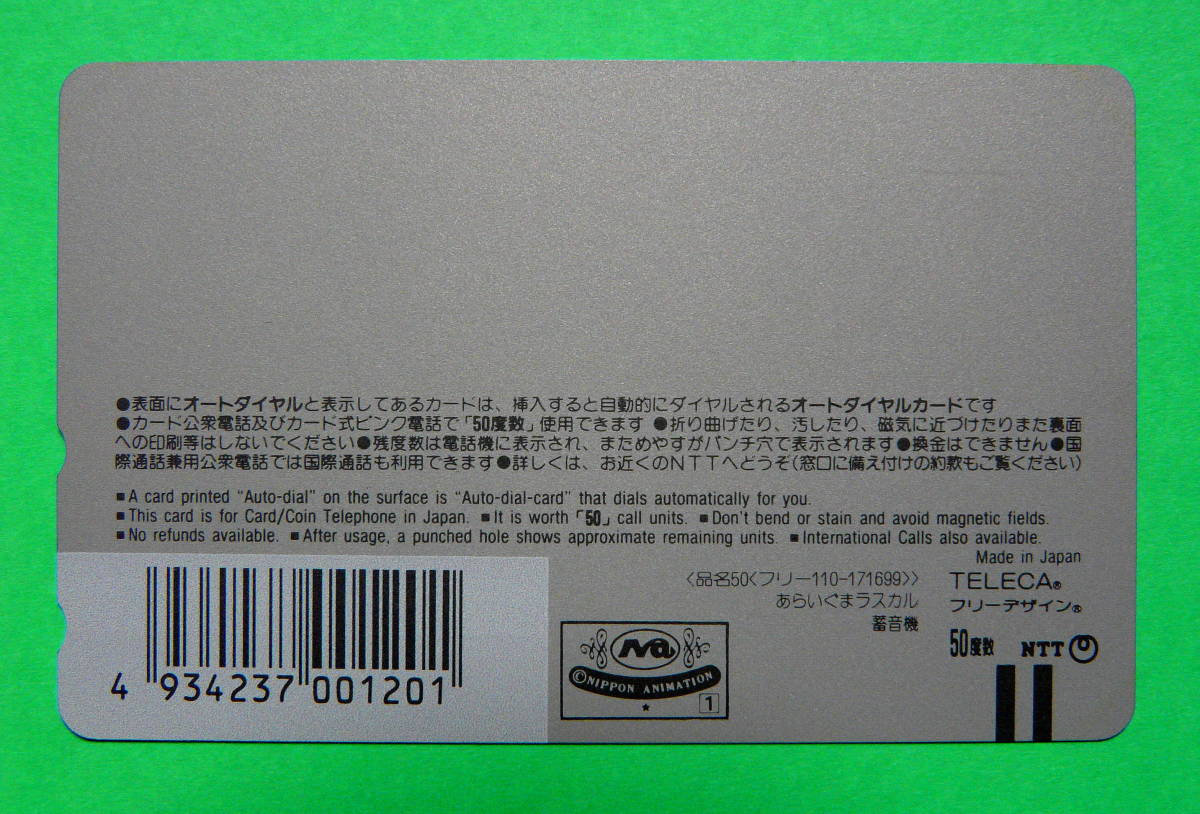 ●表面にオートダイヤルと表示してあるカードは、挿入すると自動的にダイヤルされるオートダイヤルカードです
●カード公衆電話及びカード式ピンク電話で「50度数」使用できます ●折り曲げたり、汚したり、磁気に近づけたりまた裏面
への印刷等はしないでください●残度数は電話機に表示され、まためやすがパンチ穴で表示されます●換金はできません●国
際通話兼用公衆電話では国際通話も利用できます●詳しくは、お近くのNTTへどうぞ(窓口に備え付けの約款もご覧ください)
■A card printed "Auto-dial" on the surface is "Auto-dial-card" that dials automatically for you.
■This card is for Card/Coin Telephone in Japan. ■It is worth「50」call units. ■Don't bend or stain and avoid magnetic fields.
■No refunds available. ■After usage, a punched hole shows approximate remaining units. ■International Calls also available.
Made in Japan
〈品名50〈フリー110-171699〉〉
あらいぐまラスカル
蓄音機
TELECA®
フリーデザイン®
50度数 NTT
4 934237 001201
Na
©NIPPON ANIMATION
★
1